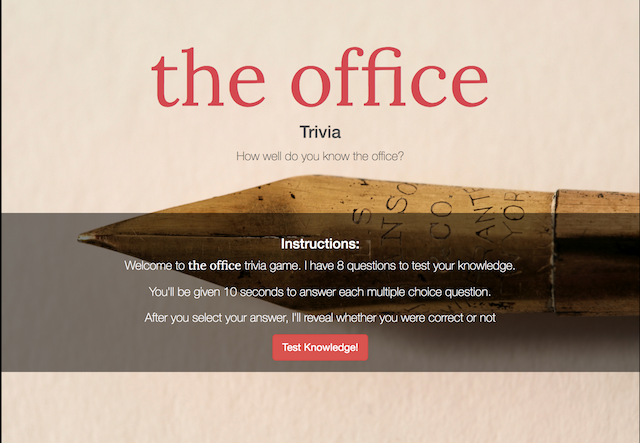 the office
Trivia
How well do you know the office?
Instructions:
Welcome to the office trivia game. I have 8 questions to test your knowledge.
You'll be given 10 seconds to answer each multiple choice question.
After you select your answer, I'll reveal whether you were correct or not
Test Knowledge!
CO.
YOR